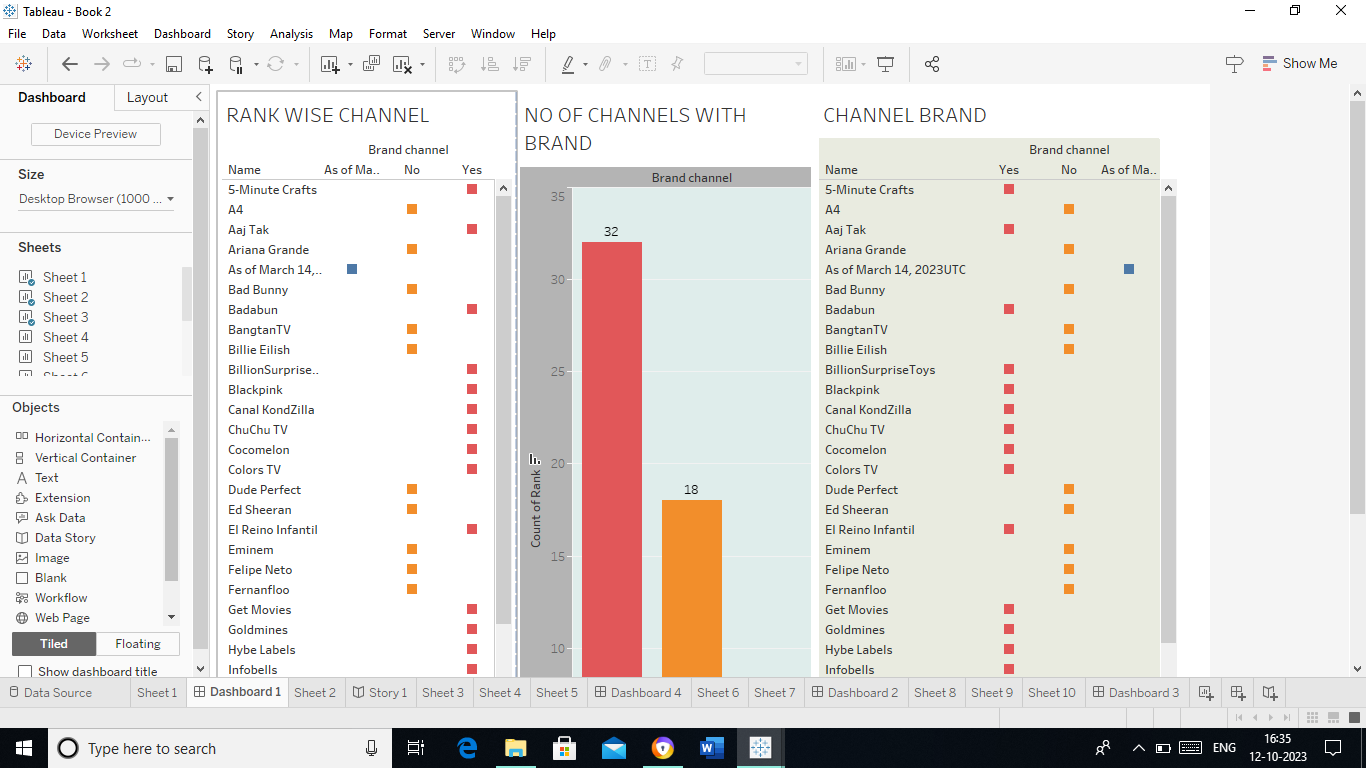 Tableau - Book 2
File Data Worksheet Dashboard Story Analysis Map Format Server Window Help
Show Me
Dashboard Layout
Device Preview
Size
Desktop Browser (1000 ...
Sheets
Sheet 1
Sheet 2
Sheet 3
Sheet 4
Sheet 5
Objects
Horizontal Contain...
Vertical Container
Text
Extension
Ask Data
Data Story
Image
Blank
Workflow
Web Page
Tiled Floating
Show dashboard title
RANK WISE CHANNEL
Brand channel
Name As of Ma.. No Yes
5-Minute Crafts
A4
Aaj Tak
Ariana Grande
As of March 14,..
Bad Bunny
Badabun
BangtanTV
Billie Eilish
BillionSurprise..
Blackpink
Canal KondZilla
ChuChu TV
Cocomelon
Colors TV
Dude Perfect
Ed Sheeran
El Reino Infantil
Eminem
Felipe Neto
Fernanfloo
Get Movies
Goldmines
Hybe Labels
Infobells
NO OF CHANNELS WITH
BRAND
Brand channel
35
32
30
25
20
18
15
10
Count of Rank
CHANNEL BRAND
Brand channel
Name Yes No As of Ma..
5-Minute Crafts
A4
Aaj Tak
Ariana Grande
As of March 14, 2023UTC
Bad Bunny
Badabun
BangtanTV
Billie Eilish
BillionSurpriseToys
Blackpink
Canal KondZilla
ChuChu TV
Cocomelon
Colors TV
Dude Perfect
Ed Sheeran
El Reino Infantil
Eminem
Felipe Neto
Fernanfloo
Get Movies
Goldmines
Hybe Labels
Infobells
Data Source Sheet 1 Dashboard 1 Sheet 2 Story 1 Sheet 3 Sheet 4 Sheet 5 Dashboard 4 Sheet 6 Sheet 7 Dashboard 2 Sheet 8 Sheet 9 Sheet 10 Dashboard 3
Type here to search
ENG
16:35
12-10-2023